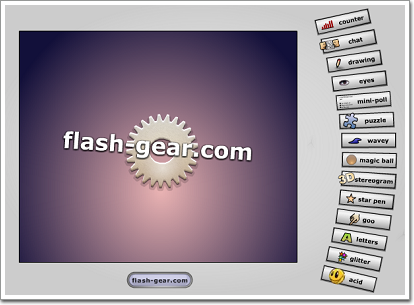 flash-gear.com
counter
chat
drawing
eyes
mini-poll
puzzle
wavey
magic ball
3D stereogram
star pen
goo
A letters
glitter
acid
flash-gear.com